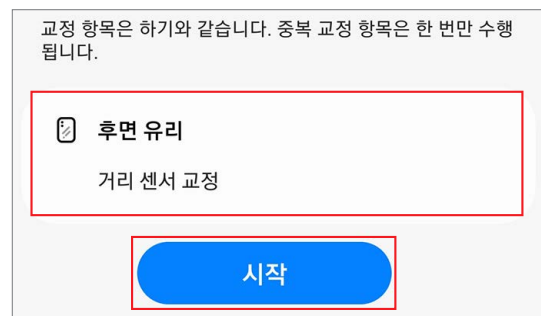 교정 항목은 하기와 같습니다. 중복 교정 항목은 한 번만 수행
됩니다.
후면 유리
거리 센서 교정
시작